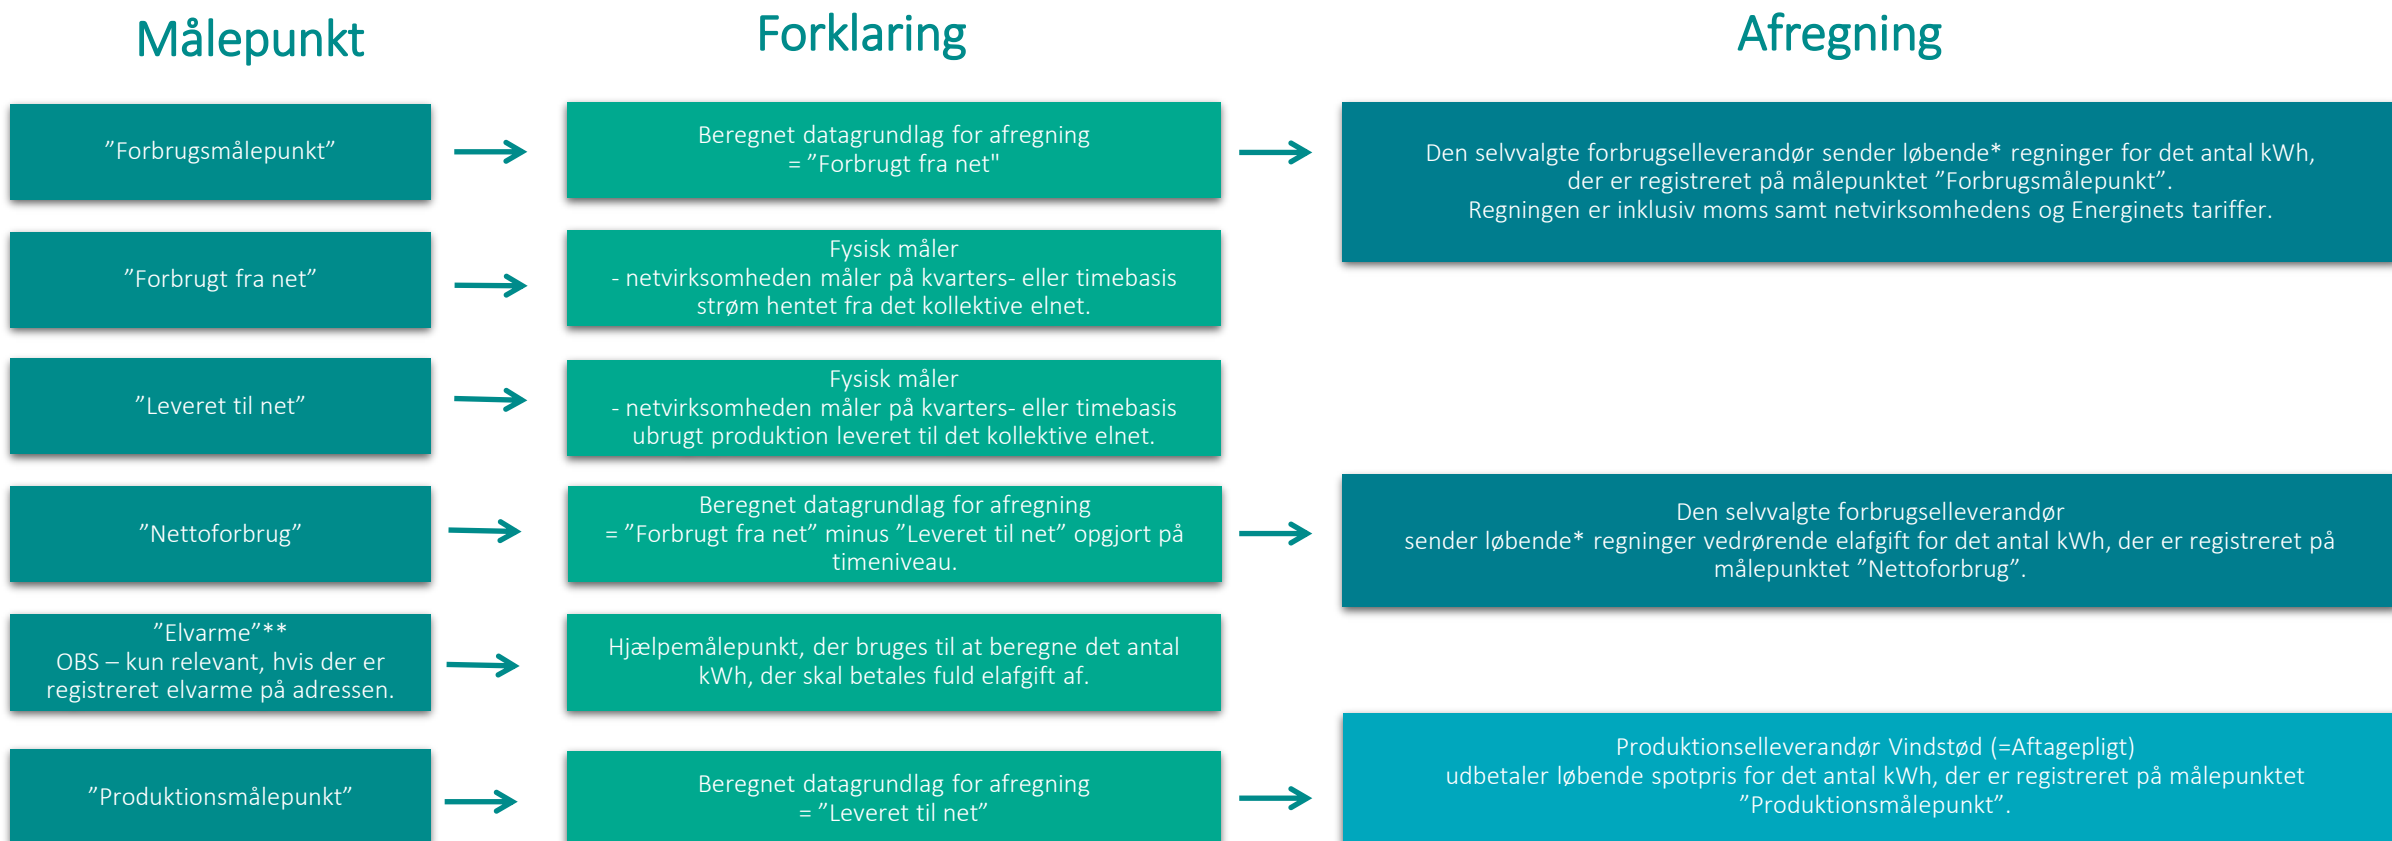 Målepunkt
Forklaring
Afregning
”Forbrugsmålepunkt”
Beregnet datagrundlag for afregning
= ”Forbrugt fra net"
Den selvvalgte forbrugselleverandør sender løbende* regninger for det antal kWh,
der er registreret på målepunktet ”Forbrugsmålepunkt”.
Regningen er inklusiv moms samt netvirksomhedens og Energinets tariffer.
”Forbrugt fra net”
Fysisk måler
- netvirksomheden måler på kvarters- eller timebasis
strøm hentet fra det kollektive elnet.
”Leveret til net”
Fysisk måler
- netvirksomheden måler på kvarters- eller timebasis
ubrugt produktion leveret til det kollektive elnet.
”Nettoforbrug”
Beregnet datagrundlag for afregning
= ”Forbrugt fra net” minus ”Leveret til net” opgjort på
timeniveau.
Den selvvalgte forbrugselleverandør
sender løbende* regninger vedrørende elafgift for det antal kWh, der er registreret på
målepunktet ”Nettoforbrug”.
”Elvarme”**
OBS – kun relevant, hvis der er
registreret elvarme på adressen.
Hjælpemålepunkt, der bruges til at beregne det antal
kWh, der skal betales fuld elafgift af.
”Produktionsmålepunkt”
Beregnet datagrundlag for afregning
= ”Leveret til net”
Produktionselleverandør Vindstød (=Aftagepligt)
udbetaler løbende spotpris for det antal kWh, der er registreret på målepunktet
”Produktionsmålepunkt”.